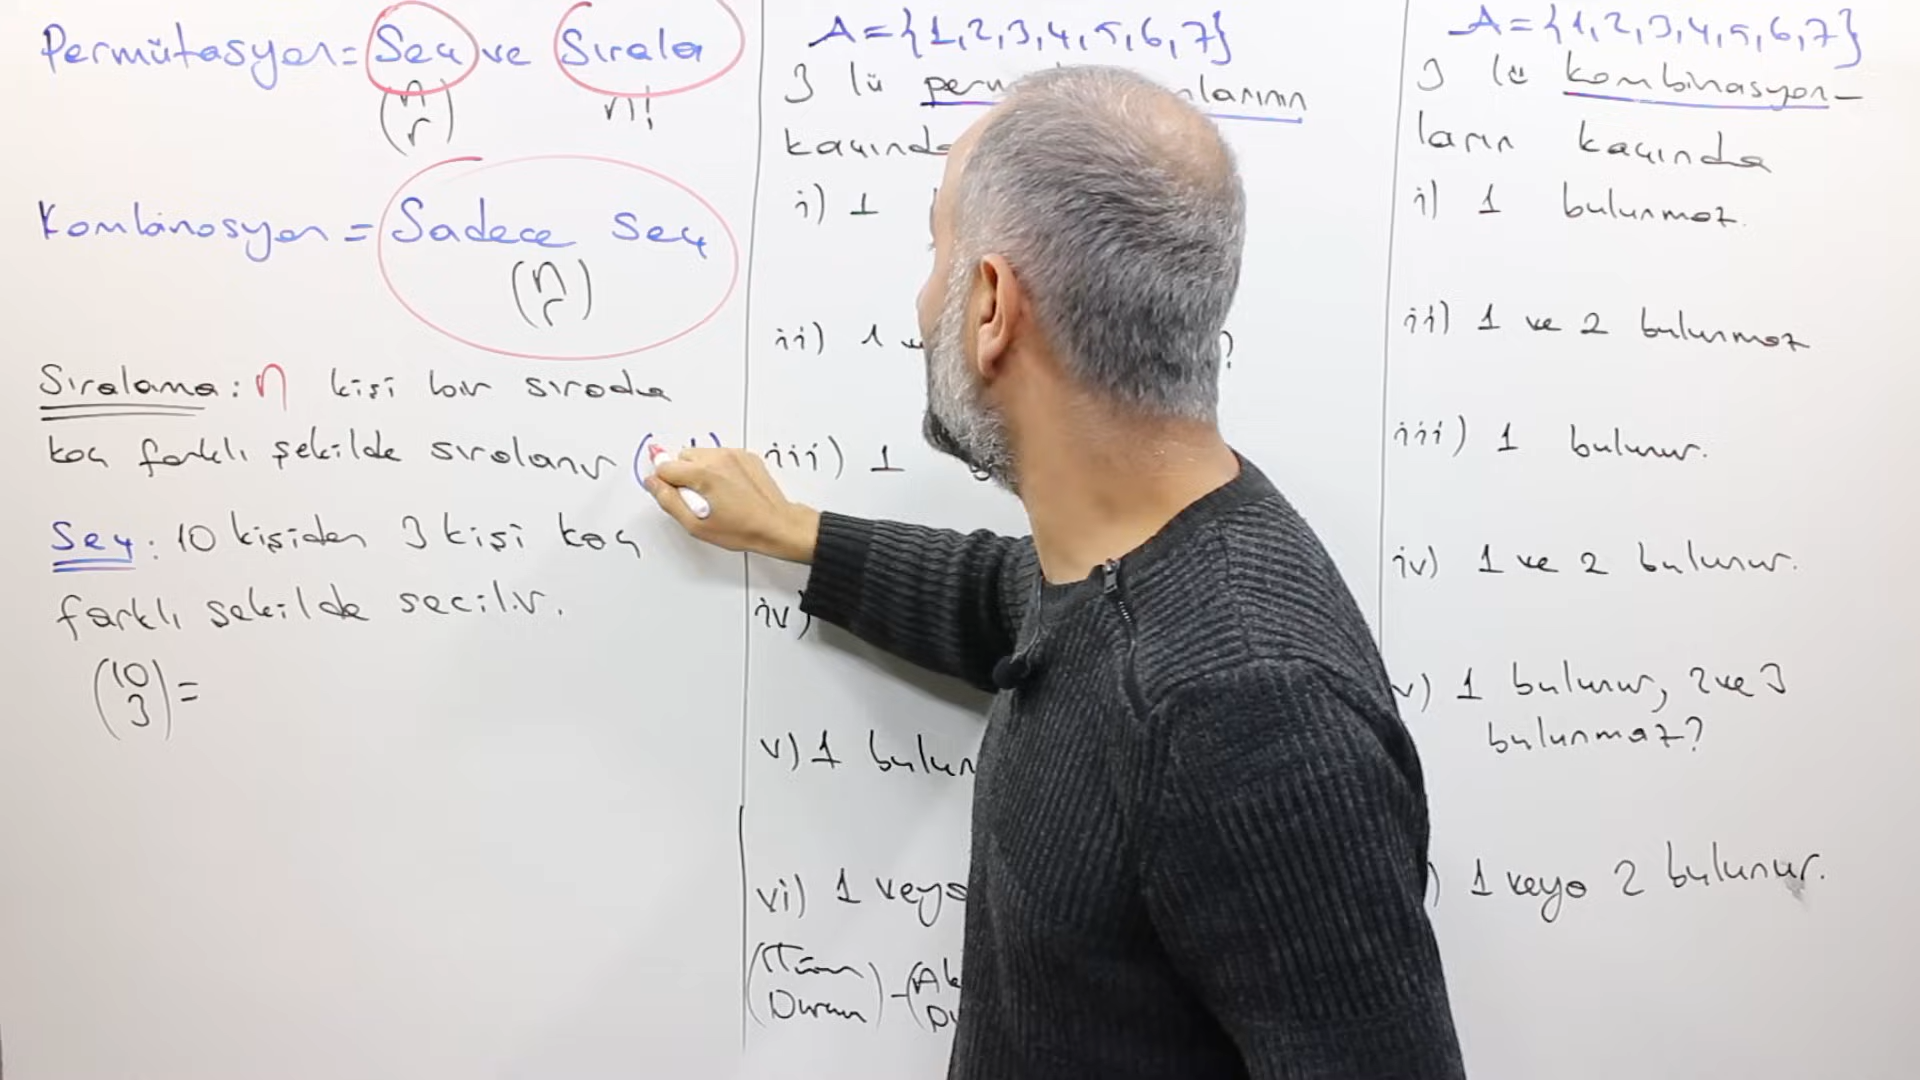 Permütasyon = Seç ve Sırala
(n r) n!
Kombinasyon = Sadece Seç
(n r)
Sıralama: n kişi bir sırada
kaç farklı şekilde sıralanır
Seç: 10 kişiden 3 kişi kaç
farklı şekilde seçilir.
(10 3) =
A={1,2,3,4,5,6,7}
3 lü
i) 1
ii) 1
iii) 1
iv)
v) 1
vi) 1 veya
(Tüm Durum) -
A={1,2,3,4,5,6,7}
3 lü kombinasyon-
ların kaçında
i) 1 bulunmaz.
ii) 1 ve 2 bulunmaz
iii) 1 bulunur.
iv) 1 ve 2 bulunur.
v) 1 bulunur, 2 ve 3
bulunmaz?
1 veya 2 bulunur.